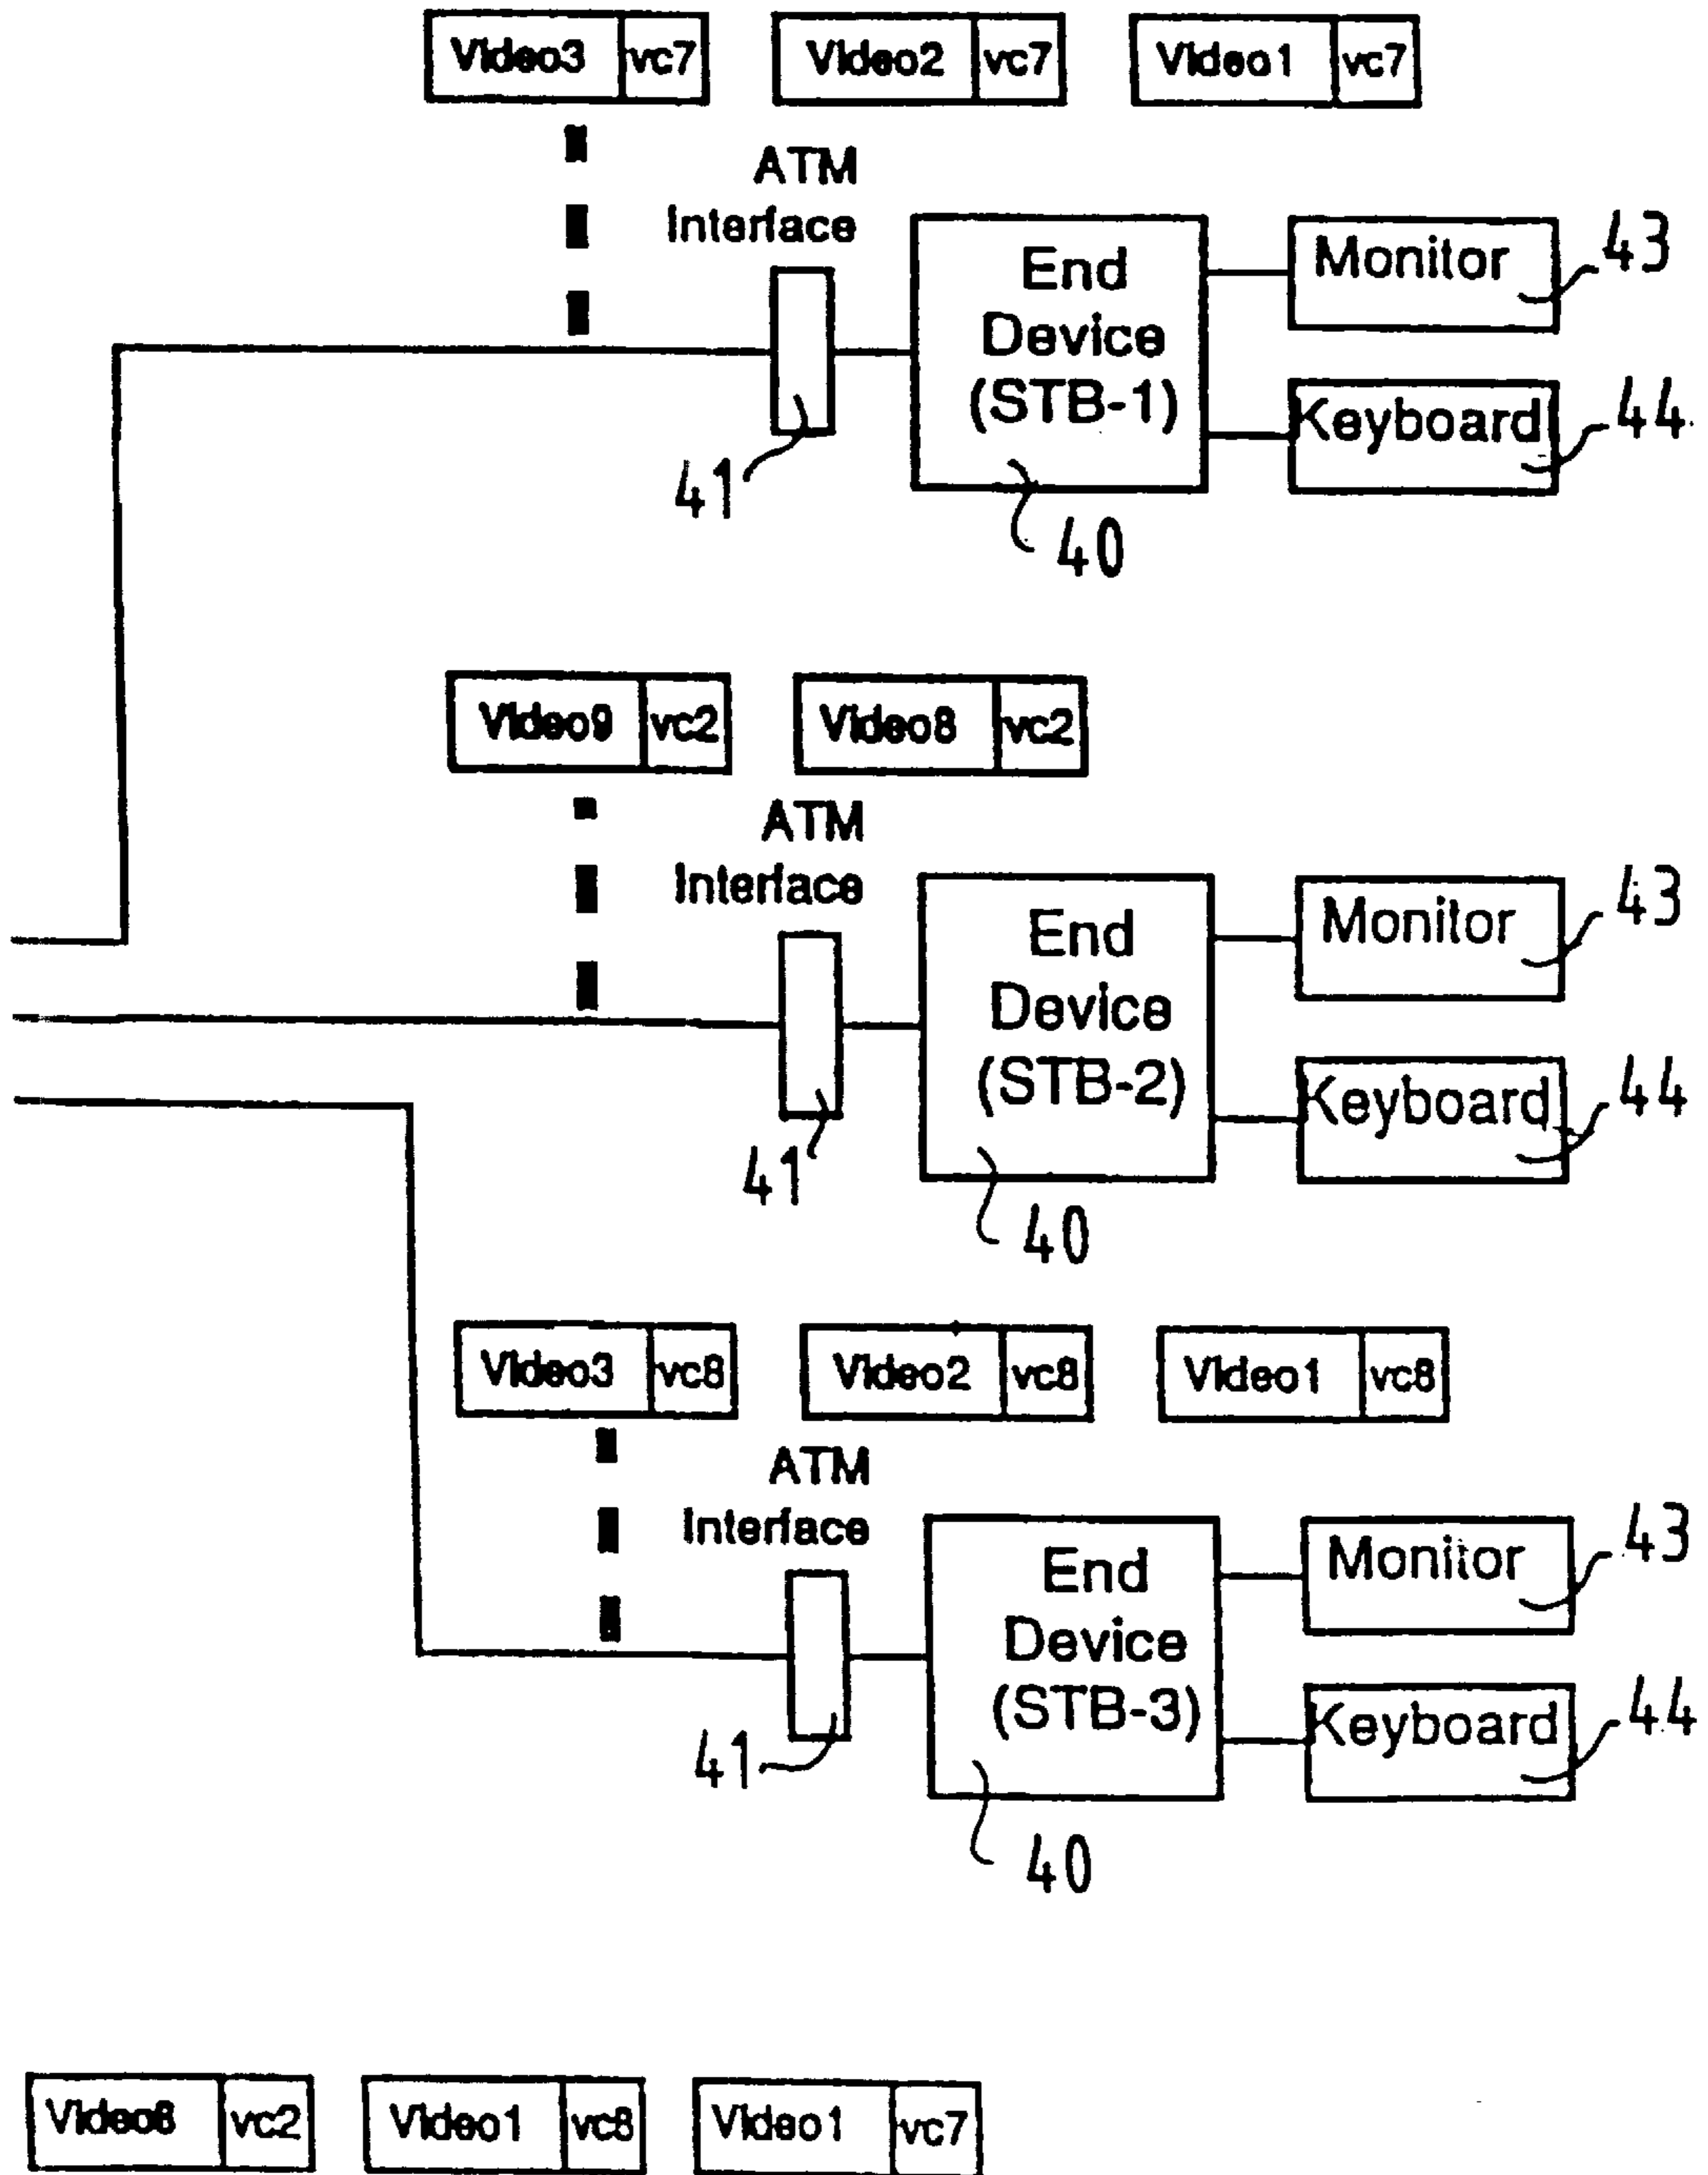 Video3 vc7 Video2 vc7 Video1 vc7
ATM
Interface
End
Device
(STB-1)
Monitor
43
Keyboard
44
41
40
Video9 vc2 Video8 vc2
ATM
Interface
End
Device
(STB-2)
Monitor
43
Keyboard
44
41
40
Video3 vc8 Video2 vc8 Video1 vc8
ATM
Interface
End
Device
(STB-3)
Monitor
43
Keyboard
44
41
40
Video8 vc2 Video1 vc8 Video1 vc7